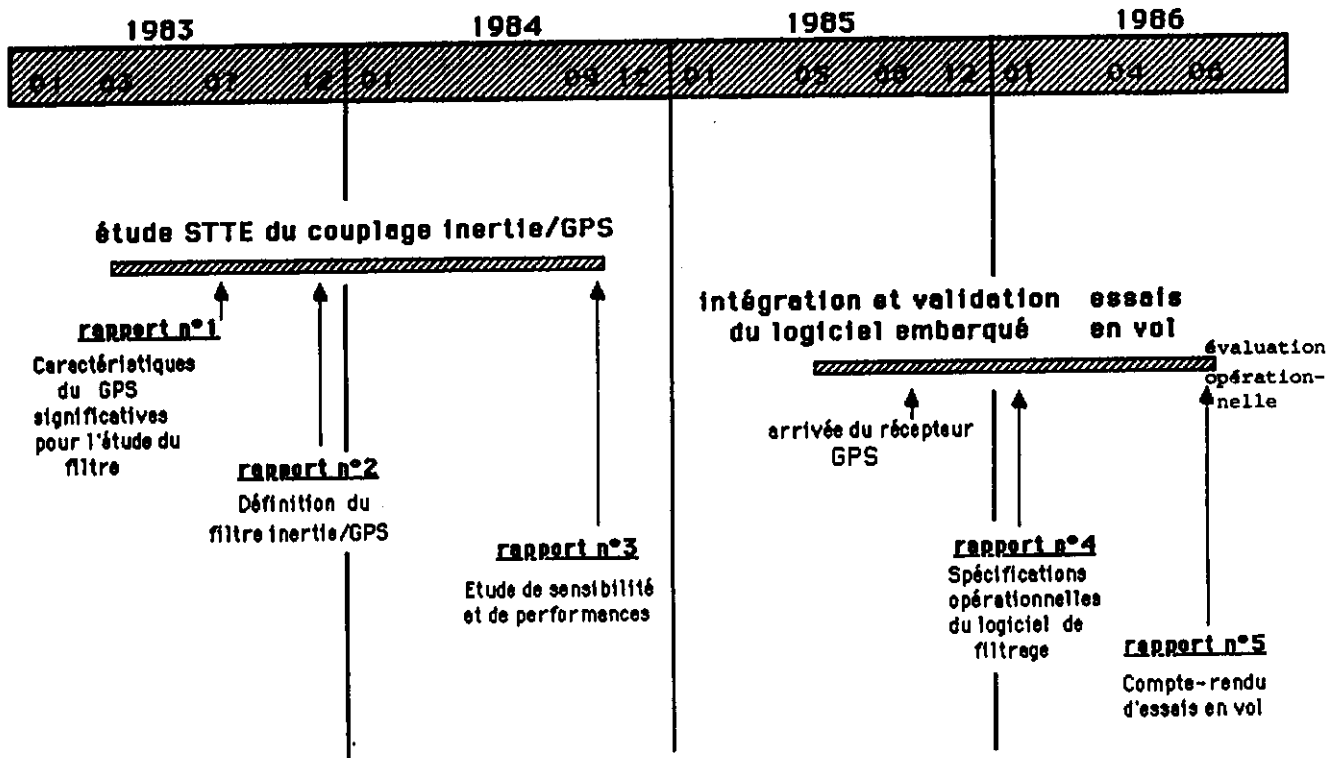 1983 1984 1985 1986
01 03 07 12 01 09 12 01 05 08 12 01 04 06
étude STTE du couplage inertie/GPS
rapport n°1
Caractéristiques
du GPS
significatives
pour l'étude du
filtre
rapport n°2
Définition du
filtre inertie/GPS
rapport n°3
Etude de sensibilité
et de performances
intégration et validation
du logiciel embarqué
essais
en vol
évaluation
opération-
nelle
arrivée du récepteur
GPS
rapport n°4
Spécifications
opérationnelles
du logiciel de
filtrage
rapport n°5
Compte-rendu
d'essais en vol